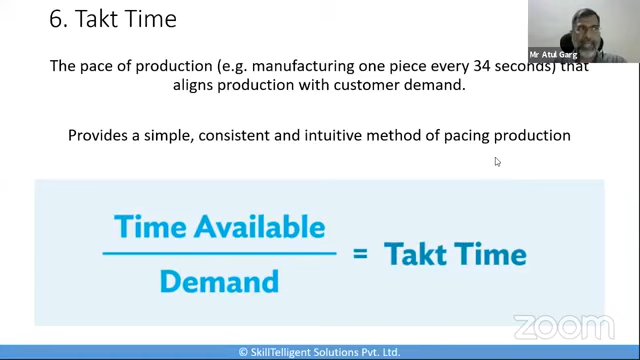 6. Takt Time
Mr Atul Garg
The pace of production (e.g. manufacturing one piece every 34 seconds) that
aligns production with customer demand.
Provides a simple, consistent and intuitive method of pacing production
Time Available
Demand
= Takt Time
zoom
© SkillTelligent Solutions Pvt. Ltd.